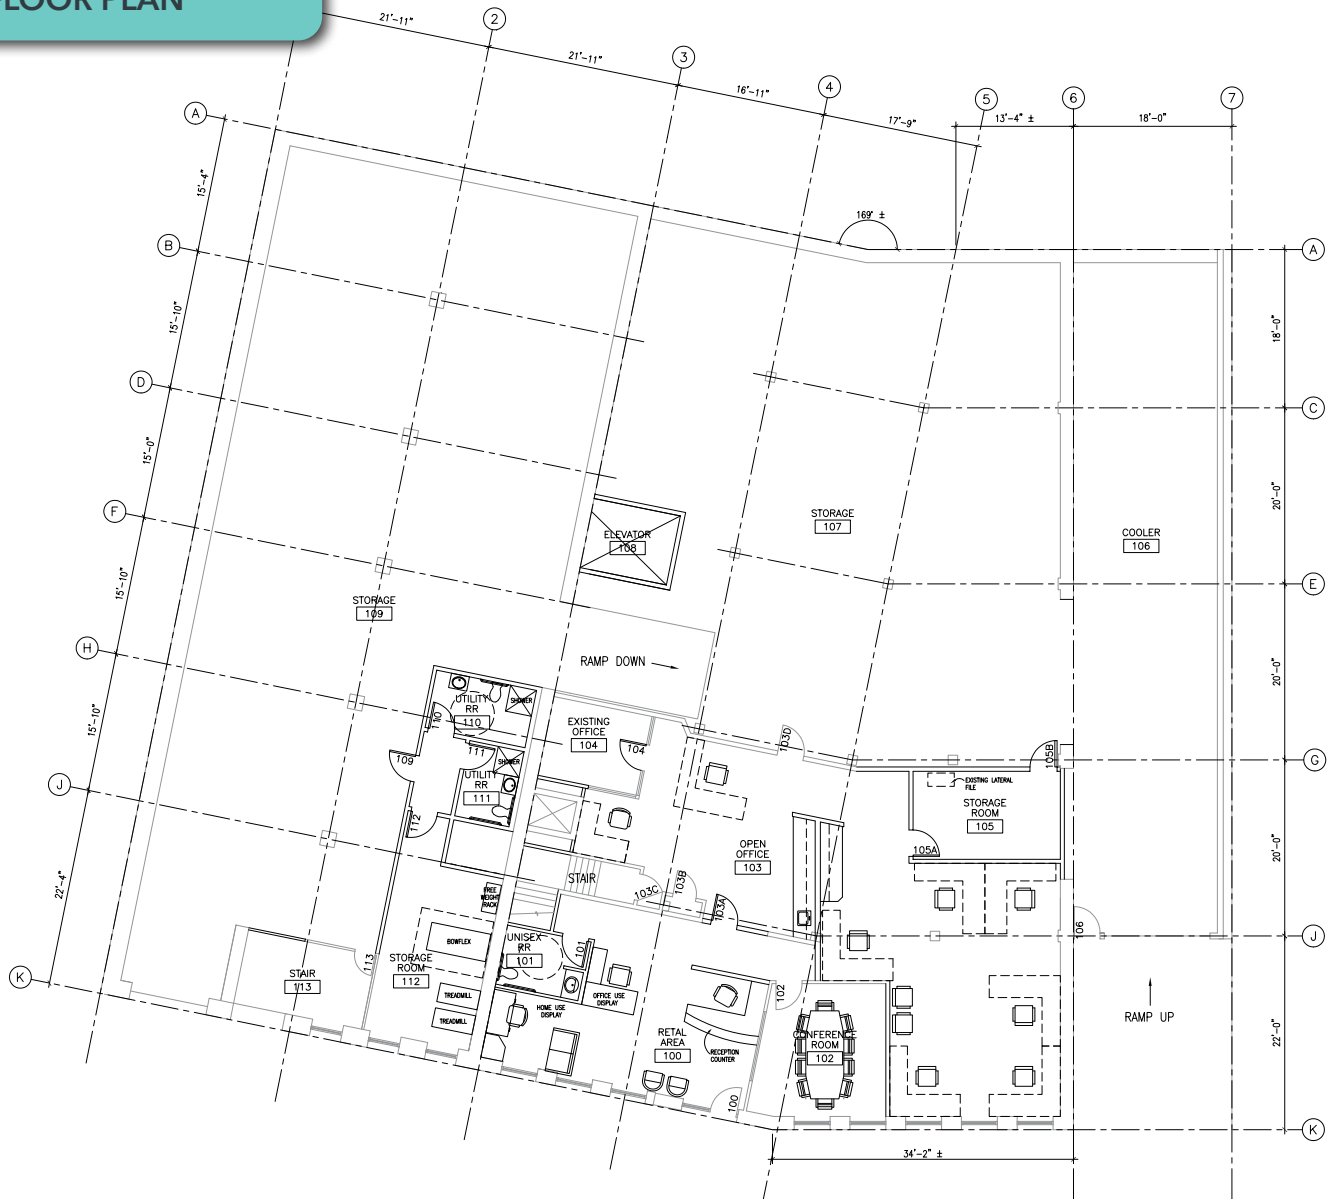 FLOOR PLAN
21'-11"
2
21'-11"
3
16'-11"
4
17'-9"
5
13'-4" ±
6
18'-0"
7
A
15'-4"
169° ±
A
B
15'-10"
18'-0"
D
C
15'-0"
20'-0"
F
STORAGE
107
ELEVATOR
108
COOLER
106
15'-10"
E
STORAGE
109
H
RAMP DOWN
20'-0"
UTILITY
RR
110
SHOWER
110
EXISTING
OFFICE
104
104
103D
15'-10"
109
111
SHOWER
UTILITY
RR
111
105B
G
EXISTING LATERAL
FILE
STORAGE
ROOM
105
J
112
105A
OPEN
OFFICE
103
20'-0"
STAIR
103C
103B
103A
22'-4"
FREE
WEIGHT
RACK
BOWFLEX
UNISEX
RR
101
101
106
J
K
STAIR
113
113
STORAGE
ROOM
112
TREADMILL
TREADMILL
HOME USE
DISPLAY
OFFICE USE
DISPLAY
102
RETAL
AREA
100
RECEPTION
COUNTER
CONFERENCE
ROOM
102
RAMP UP
22'-0"
100
K
34'-2" ±